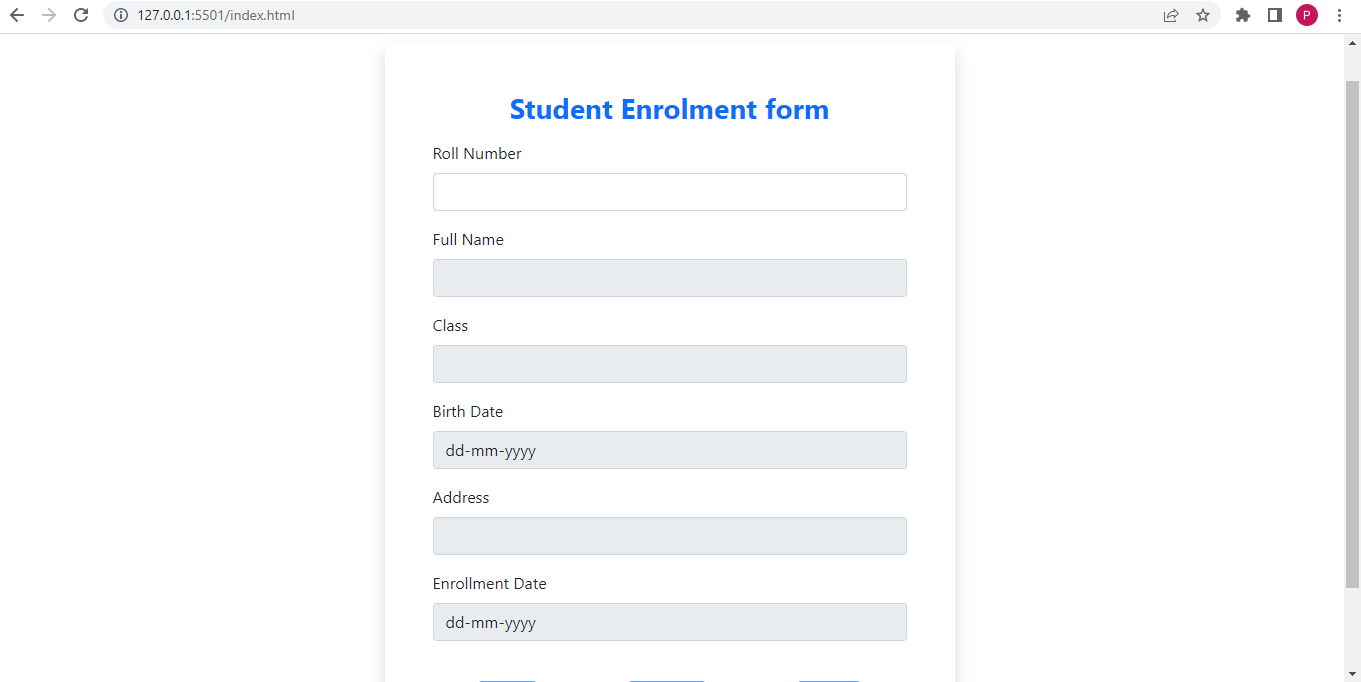 127.0.0.1:5501/index.html
P
Student Enrolment form
Roll Number
Full Name
Class
Birth Date
dd-mm-yyyy
Address
Enrollment Date
dd-mm-yyyy